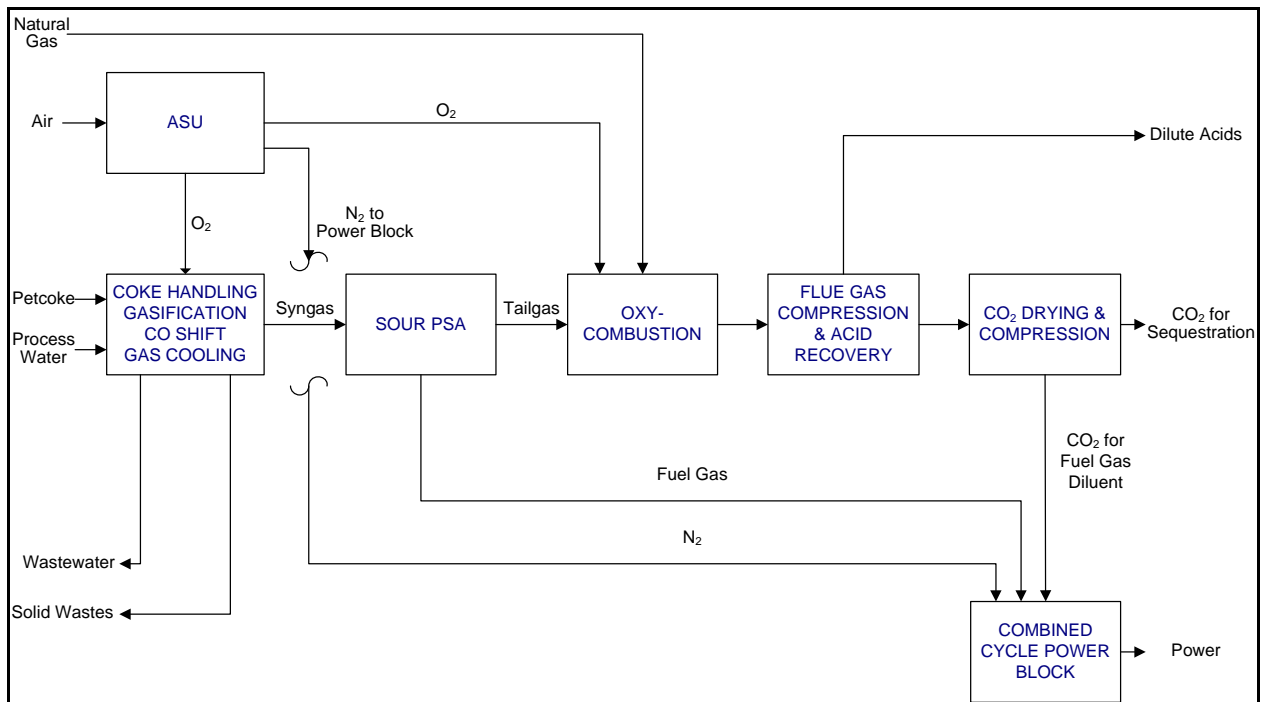 Natural
Gas
Air
ASU
O₂
Dilute Acids
O₂
N₂ to
Power Block
Petcoke
Process
Water
COKE HANDLING
GASIFICATION
CO SHIFT
GAS COOLING
Syngas
SOUR PSA
Tailgas
OXY-
COMBUSTION
FLUE GAS
COMPRESSION
& ACID
RECOVERY
CO₂ DRYING &
COMPRESSION
CO₂ for
Sequestration
CO₂ for
Fuel Gas
Diluent
Fuel Gas
N₂
Wastewater
Solid Wastes
COMBINED
CYCLE POWER
BLOCK
Power